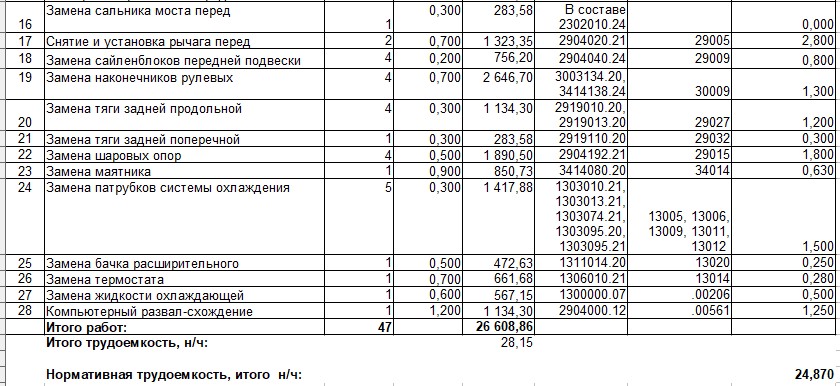 16 Замена сальника моста перед 1 0,300 283,58 В составе 2302010.24 0,000
17 Снятие и установка рычага перед 2 0,700 1 323,35 2904020.21 29005 2,800
18 Замена сайленблоков передней подвески 4 0,200 756,20 2904040.24 29009 0,800
19 Замена наконечников рулевых 4 0,700 2 646,70 3003134.20, 3414138.24 30009 1,300
20 Замена тяги задней продольной 4 0,300 1 134,30 2919010.20, 2919013.20 29027 1,200
21 Замена тяги задней поперечной 1 0,300 283,58 2919110.20 29032 0,300
22 Замена шаровых опор 4 0,500 1 890,50 2904192.21 29015 1,800
23 Замена маятника 1 0,900 850,73 3414080.20 34014 0,630
24 Замена патрубков системы охлаждения 5 0,300 1 417,88 1303010.21, 1303013.21, 1303074.21, 1303095.20, 1303095.21 13005, 13006, 13009, 13011, 13012 1,500
25 Замена бачка расширительного 1 0,500 472,63 1311014.20 13020 0,250
26 Замена термостата 1 0,700 661,68 1306010.21 13014 0,280
27 Замена жидкости охлаждающей 1 0,600 567,15 1300000.07 .00206 0,500
28 Компьютерный развал-схождение 1 1,200 1 134,30 2904000.12 .00561 1,250
Итого работ: 47 26 608,86
Итого трудоемкость, н/ч: 28,15
Нормативная трудоемкость, итого н/ч: 24,870